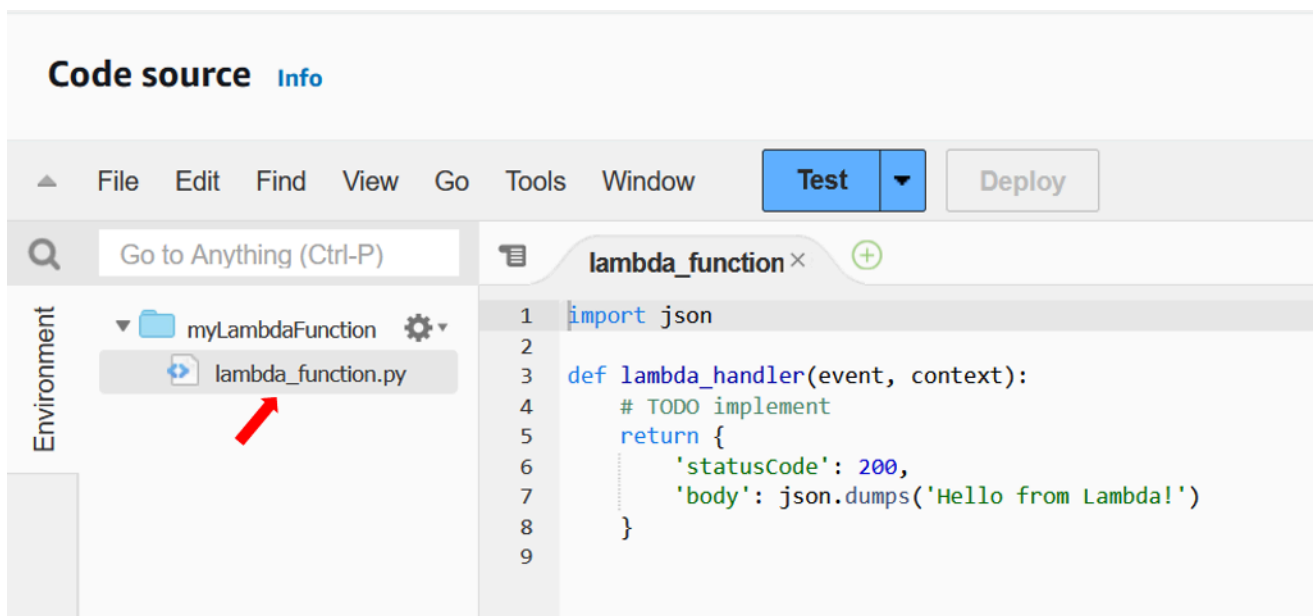 Code source Info
File Edit Find View Go Tools Window Test Deploy
Go to Anything (Ctrl-P)
lambda_function
Environment
myLambdaFunction
lambda_function.py
1 import json
2
3 def lambda_handler(event, context):
4     # TODO implement
5     return {
6         'statusCode': 200,
7         'body': json.dumps('Hello from Lambda!')
8     }
9